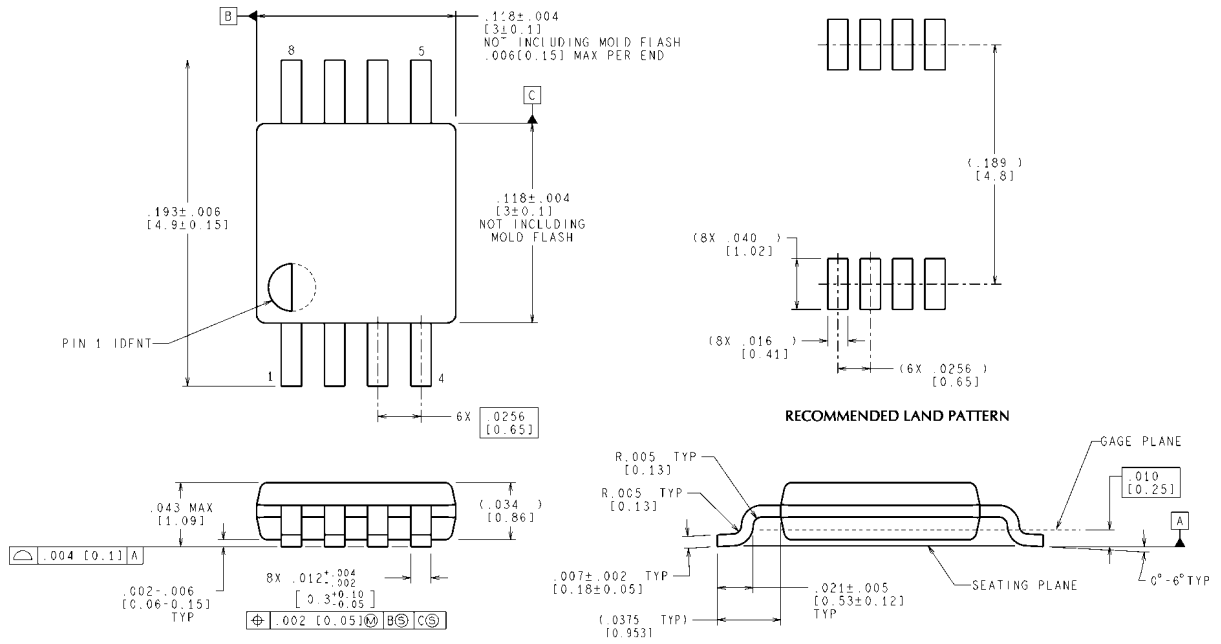 B
.118±.004
[3±0.1]
NOT INCLUDING MOLD FLASH
.006[0.15] MAX PER END
8
5
C
.193±.006
[4.9±0.15]
.118±.004
[3±0.1]
NOT INCLUDING
MOLD FLASH
PIN 1 IDENT
1
4
6X .0256
[0.65]
(.189 )
[4.8]
(8X .040 )
[1.02]
(8X .016 )
[0.41]
(6X .0256 )
[0.65]
RECOMMENDED LAND PATTERN
.043 MAX
[1.09]
(.034 )
[0.86]
⌓ .004 [0.1] A
.002-.006
[0.06-0.15]
TYP
8X .012+.004
-.002
[ 0.3+0.10
-0.05 ]
⌖ .002 [0.05]Ⓜ BⓈ CⓈ
R.005 TYP
[0.13]
R.005 TYP
[0.13]
GAGE PLANE
.010
[0.25]
A
.007±.002 TYP
[0.18±0.05]
SEATING PLANE
0°-6° TYP
.021±.005
[0.53±0.12]
TYP
(.0375 TYP)
[0.953]